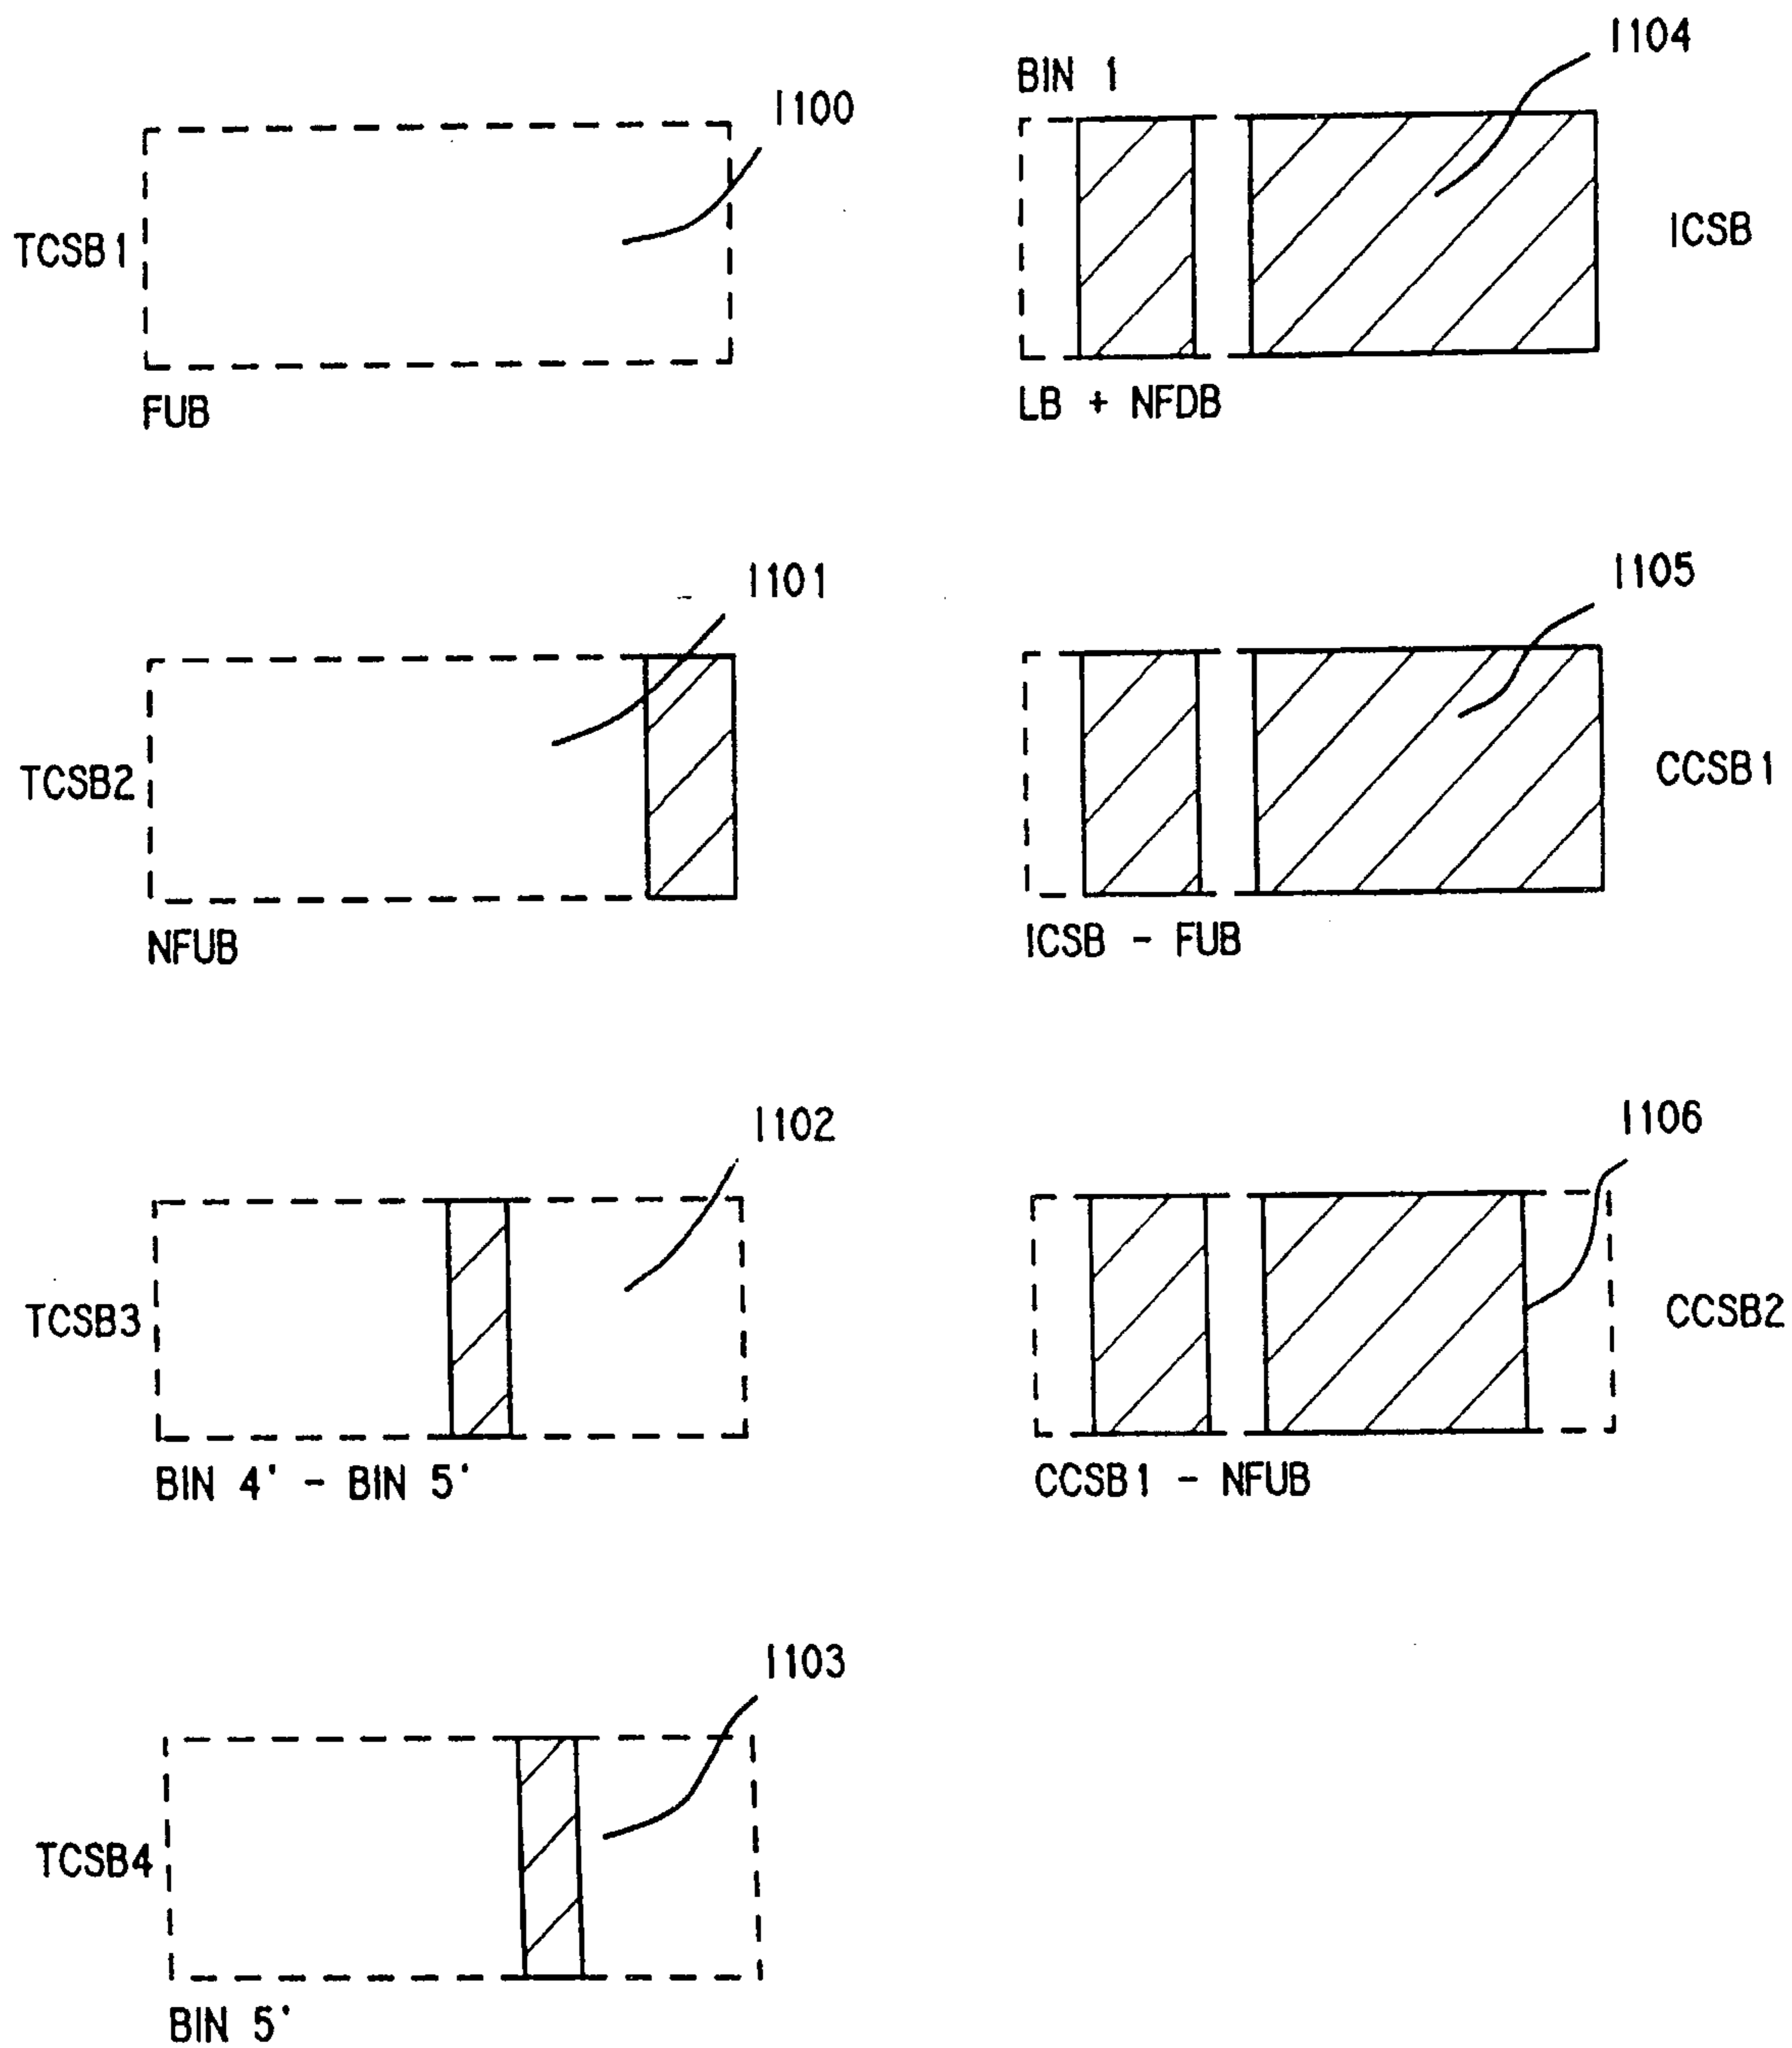 1100
TCSB1
FUB
1101
TCSB2
NFUB
1102
TCSB3
BIN 4' - BIN 5'
1103
TCSB4
BIN 5'
1104
BIN 1
ICSB
LB + NFDB
1105
CCSB1
ICSB - FUB
1106
CCSB2
CCSB1 - NFUB